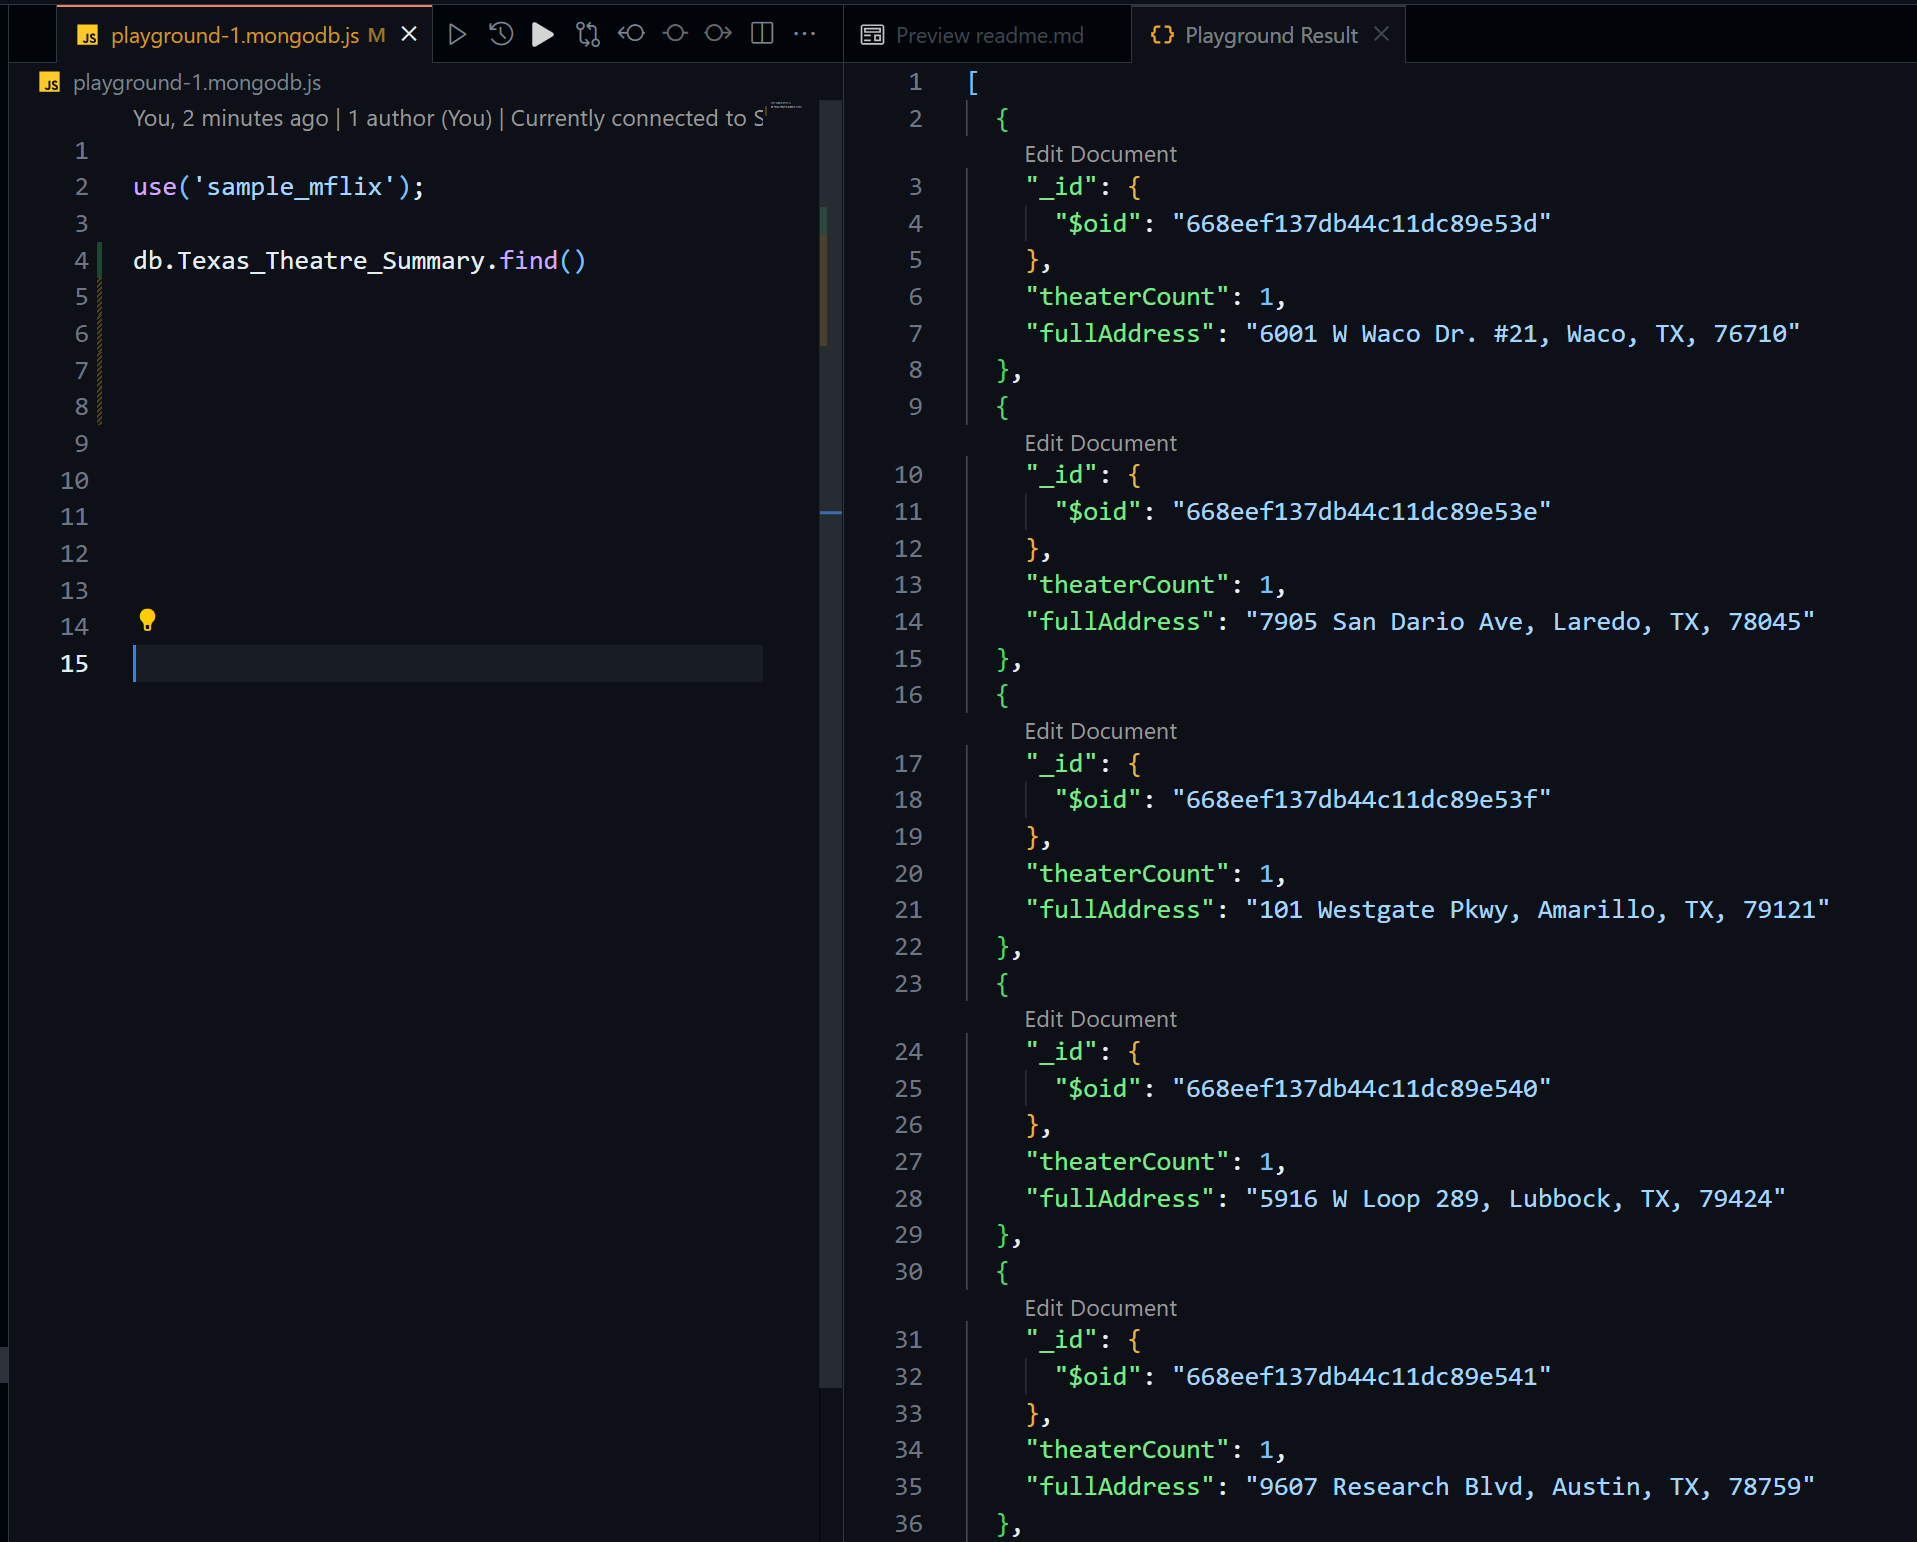 JS playground-1.mongodb.js M
JS playground-1.mongodb.js
You, 2 minutes ago | 1 author (You) | Currently connected to S
1
2 use('sample_mflix');
3
4 db.Texas_Theatre_Summary.find()
5
6
7
8
9
10
11
12
13
14
15
Preview readme.md
{} Playground Result
1 [
2 {
Edit Document
3 "_id": {
4 "$oid": "668eef137db44c11dc89e53d"
5 },
6 "theaterCount": 1,
7 "fullAddress": "6001 W Waco Dr. #21, Waco, TX, 76710"
8 },
9 {
Edit Document
10 "_id": {
11 "$oid": "668eef137db44c11dc89e53e"
12 },
13 "theaterCount": 1,
14 "fullAddress": "7905 San Dario Ave, Laredo, TX, 78045"
15 },
16 {
Edit Document
17 "_id": {
18 "$oid": "668eef137db44c11dc89e53f"
19 },
20 "theaterCount": 1,
21 "fullAddress": "101 Westgate Pkwy, Amarillo, TX, 79121"
22 },
23 {
Edit Document
24 "_id": {
25 "$oid": "668eef137db44c11dc89e540"
26 },
27 "theaterCount": 1,
28 "fullAddress": "5916 W Loop 289, Lubbock, TX, 79424"
29 },
30 {
Edit Document
31 "_id": {
32 "$oid": "668eef137db44c11dc89e541"
33 },
34 "theaterCount": 1,
35 "fullAddress": "9607 Research Blvd, Austin, TX, 78759"
36 },